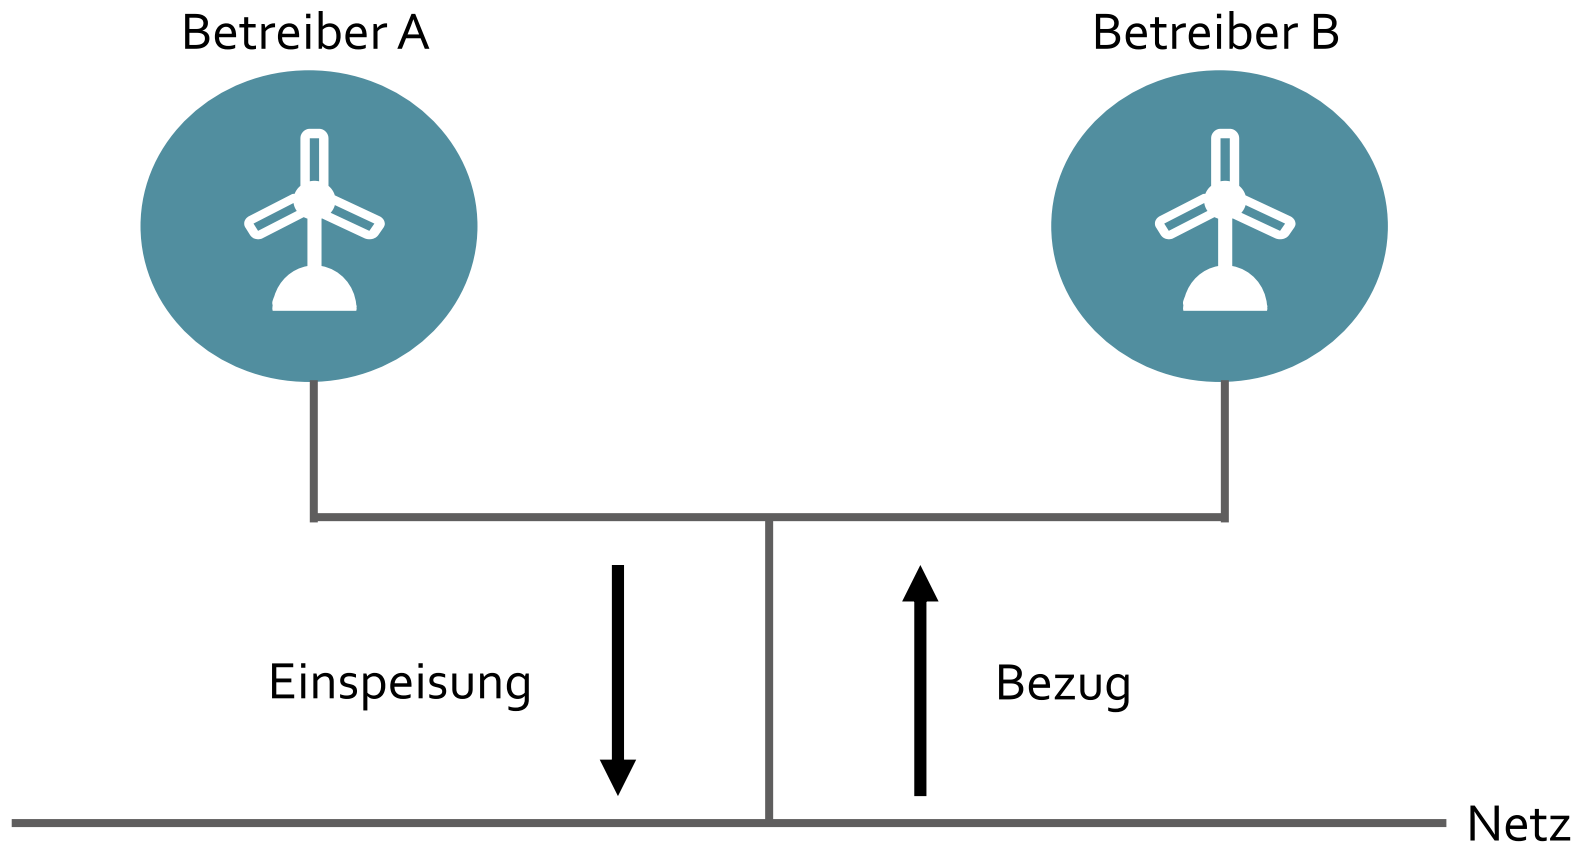 Betreiber A
Betreiber B
Einspeisung
Bezug
Netz